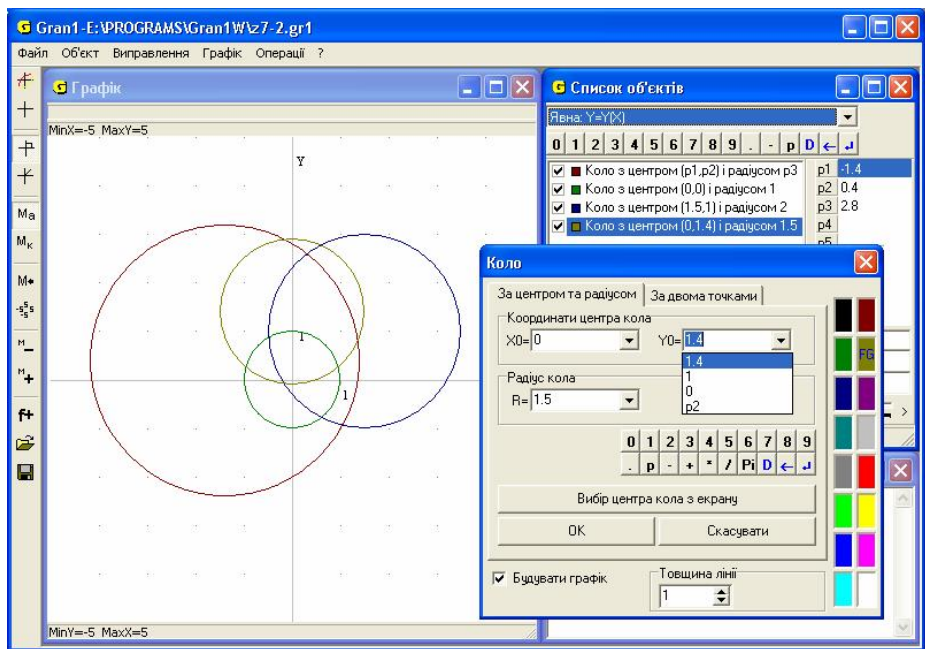 Gran1-E:\PROGRAMS\Gran1W\z7-2.gr1
Файл Об'єкт Виправлення Графік Операції ?
Графік
MinX=-5 MaxY=5
Y
1
1
MinY=-5 MaxX=5
Ma
Mк
M+
M
M
f+
Список об'єктів
Явна: Y=Y(X)
0 1 2 3 4 5 6 7 8 9 . - p D ← ↲
Коло з центром (p1,p2) і радіусом p3 p1 -1.4
Коло з центром (0,0) і радіусом 1 p2 0.4
Коло з центром (1.5,1) і радіусом 2 p3 2.8
Коло з центром (0,1.4) і радіусом 1.5 p4
p5
Коло
За центром та радіусом За двома точками
Координати центра кола
X0= 0 Y0= 1.4
1.4
1
0
p2
Радіус кола
R= 1.5
0 1 2 3 4 5 6 7 8 9
. p - + * / Pi D ← ↲
Вибір центра кола з екрану
OK Скасувати
Будувати графік
Товщина лінії
1
FG